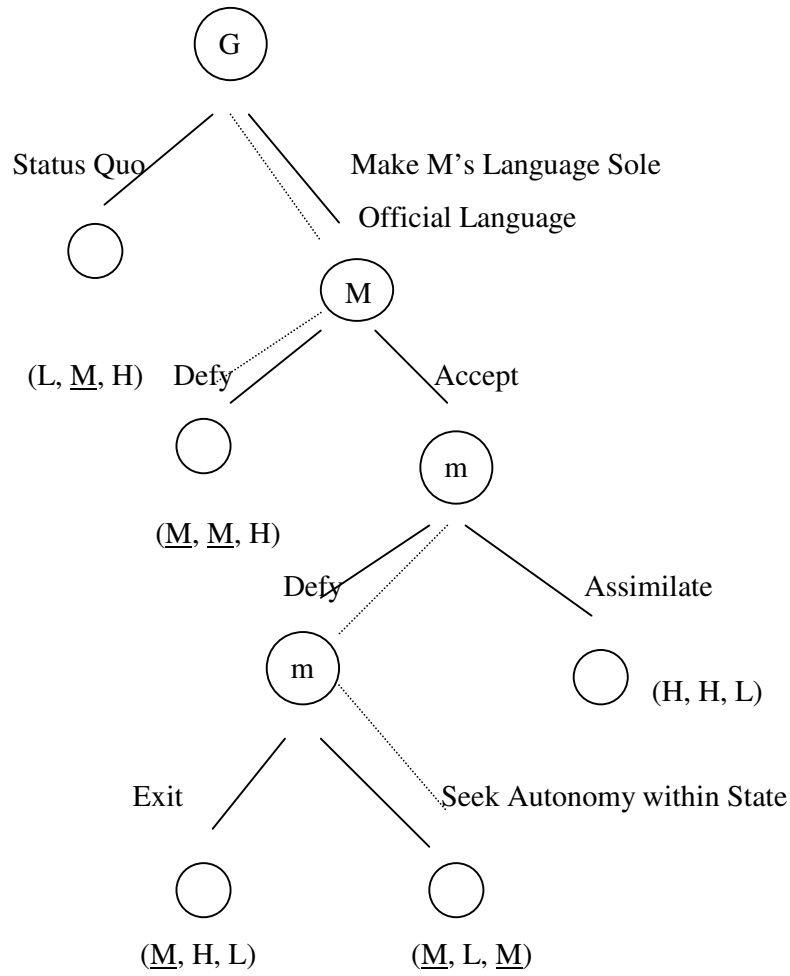 G
Status Quo
Make M's Language Sole
Official Language
M
(L, M, H)
Defy
Accept
m
(M, M, H)
Defy
Assimilate
m
(H, H, L)
Exit
Seek Autonomy within State
(M, H, L)
(M, L, M)